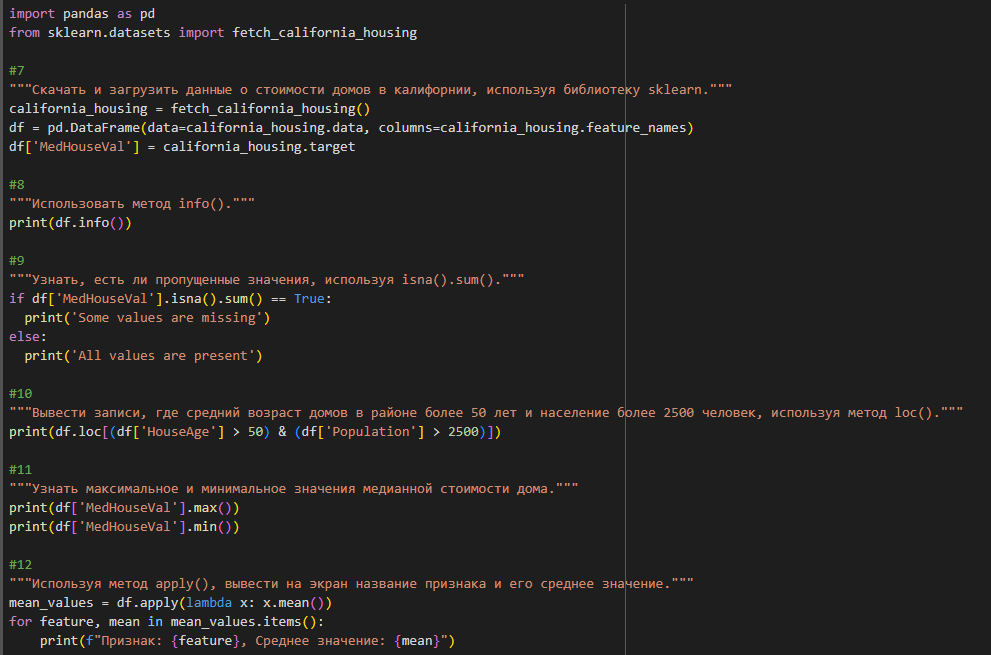 import pandas as pd
from sklearn.datasets import fetch_california_housing
#7
"""Скачать и загрузить данные о стоимости домов в калифорнии, используя библиотеку sklearn."""
california_housing = fetch_california_housing()
df = pd.DataFrame(data=california_housing.data, columns=california_housing.feature_names)
df['MedHouseVal'] = california_housing.target
#8
"""Использовать метод info()."""
print(df.info())
#9
"""Узнать, есть ли пропущенные значения, используя isna().sum()."""
if df['MedHouseVal'].isna().sum() == True:
  print('Some values are missing')
else:
  print('All values are present')
#10
"""Вывести записи, где средний возраст домов в районе более 50 лет и население более 2500 человек, используя метод loc()."""
print(df.loc[(df['HouseAge'] > 50) & (df['Population'] > 2500)])
#11
"""Узнать максимальное и минимальное значения медианной стоимости дома."""
print(df['MedHouseVal'].max())
print(df['MedHouseVal'].min())
#12
"""Используя метод apply(), вывести на экран название признака и его среднее значение."""
mean_values = df.apply(lambda x: x.mean())
for feature, mean in mean_values.items():
    print(f"Признак: {feature}, Среднее значение: {mean}")